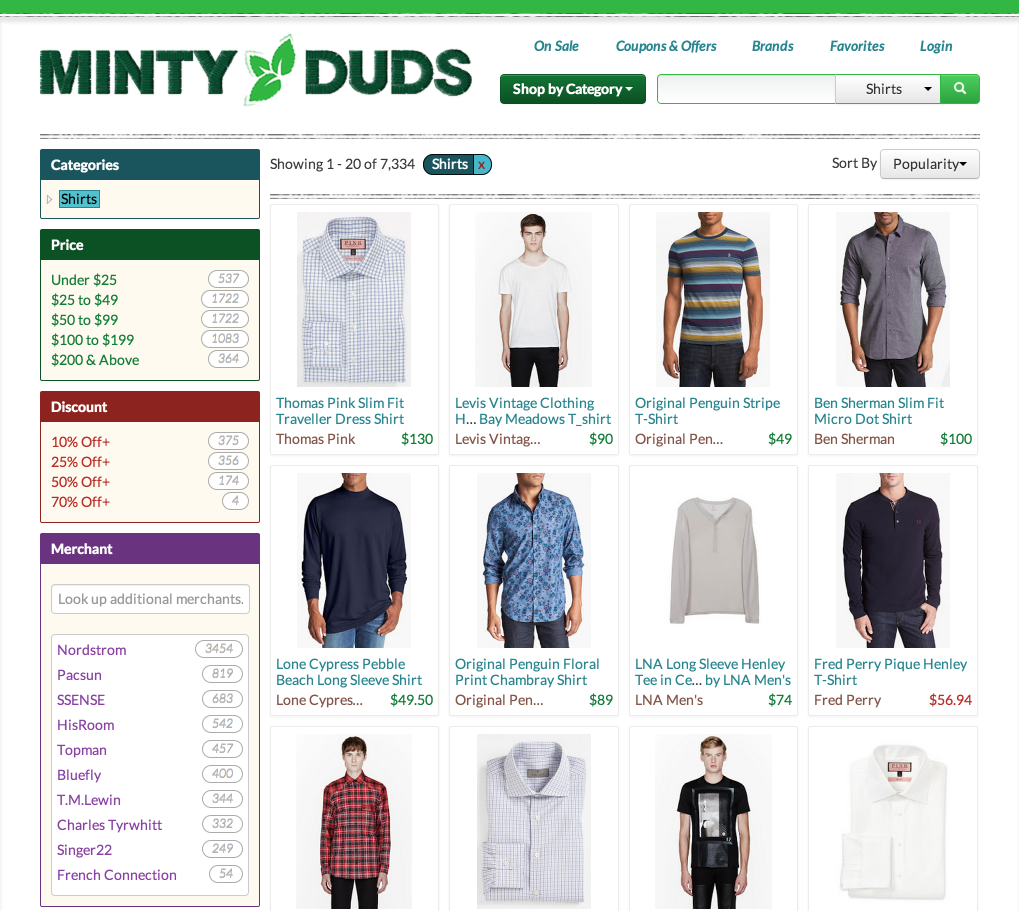 MINTY DUDS
On Sale Coupons & Offers Brands Favorites Login
Shop by Category Shirts
Categories
Shirts
Price
Under $25 537
$25 to $49 1722
$50 to $99 1722
$100 to $199 1083
$200 & Above 364
Discount
10% Off+ 375
25% Off+ 356
50% Off+ 174
70% Off+ 4
Merchant
Look up additional merchants.
Nordstrom 3454
Pacsun 819
SSENSE 683
HisRoom 542
Topman 457
Bluefly 400
T.M.Lewin 344
Charles Tyrwhitt 332
Singer22 249
French Connection 54
Showing 1 - 20 of 7,334 Shirts x
Sort By Popularity
PINK
Thomas Pink Slim Fit
Traveller Dress Shirt
Thomas Pink $130
Levis Vintage Clothing
H... Bay Meadows T_shirt
Levis Vintag... $90
Original Penguin Stripe
T-Shirt
Original Pen... $49
Ben Sherman Slim Fit
Micro Dot Shirt
Ben Sherman $100
Lone Cypress Pebble
Beach Long Sleeve Shirt
Lone Cypres... $49.50
Original Penguin Floral
Print Chambray Shirt
Original Pen... $89
LNA Long Sleeve Henley
Tee in Ce... by LNA Men's
LNA Men's $74
Fred Perry Pique Henley
T-Shirt
Fred Perry $56.94
PINK